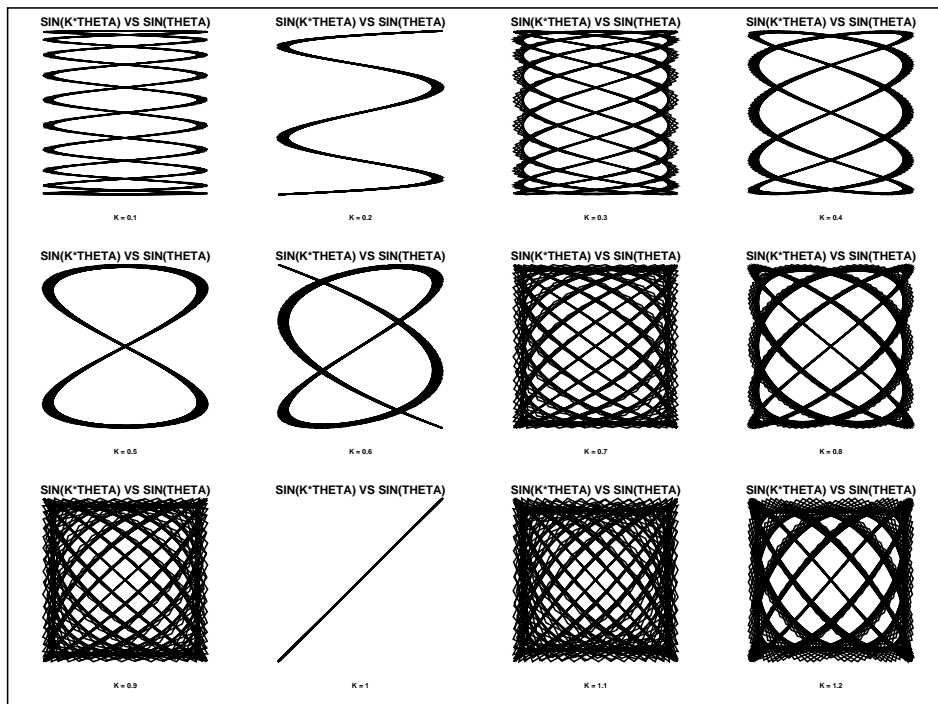 SIN(K*THETA) VS SIN(THETA) SIN(K*THETA) VS SIN(THETA) SIN(K*THETA) VS SIN(THETA) SIN(K*THETA) VS SIN(THETA)
K = 0.1 K = 0.2 K = 0.3 K = 0.4
SIN(K*THETA) VS SIN(THETA) SIN(K*THETA) VS SIN(THETA) SIN(K*THETA) VS SIN(THETA) SIN(K*THETA) VS SIN(THETA)
K = 0.5 K = 0.6 K = 0.7 K = 0.8
SIN(K*THETA) VS SIN(THETA) SIN(K*THETA) VS SIN(THETA) SIN(K*THETA) VS SIN(THETA) SIN(K*THETA) VS SIN(THETA)
K = 0.9 K = 1 K = 1.1 K = 1.2